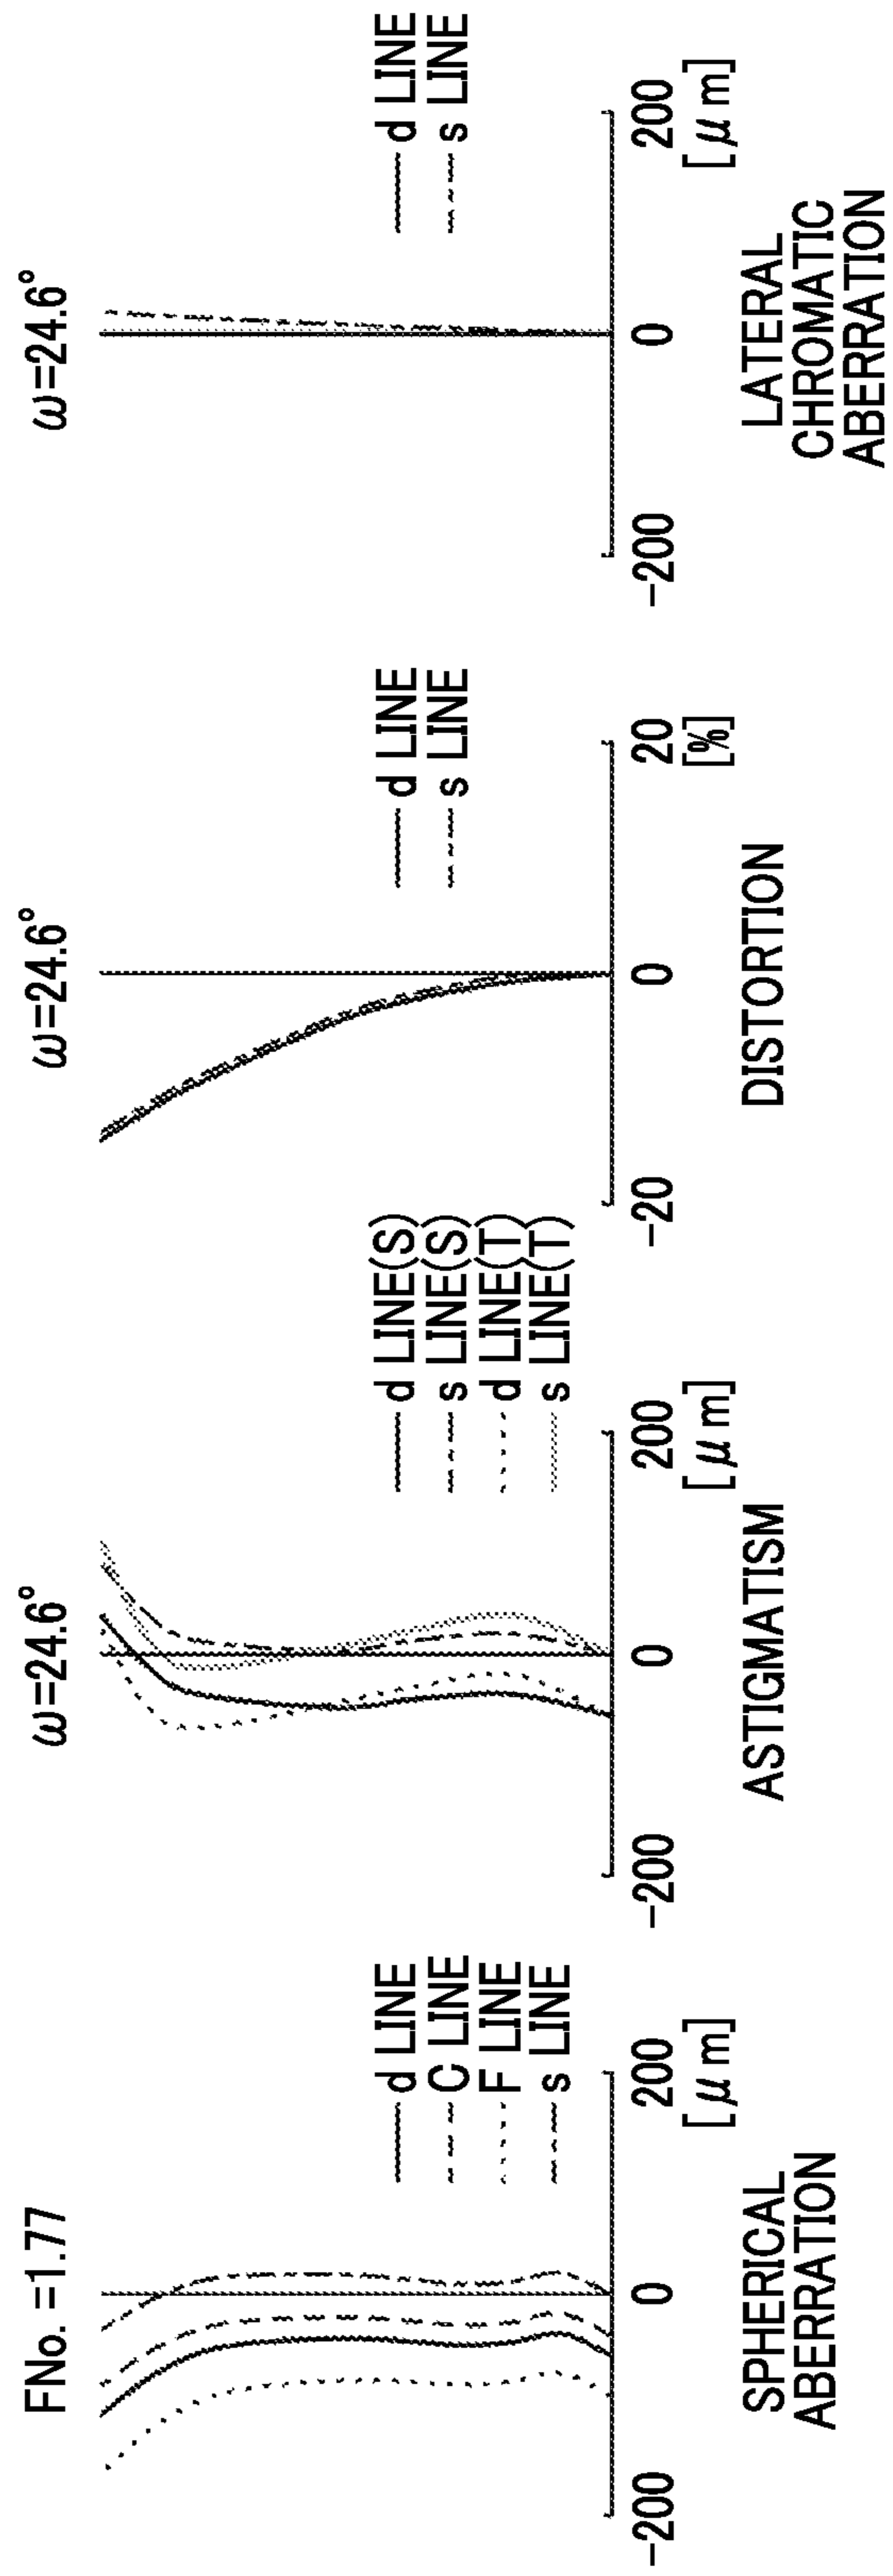 FNo. =1.77
d LINE
C LINE
F LINE
s LINE
-200
0
200
[μm]
SPHERICAL
ABERRATION
ω=24.6°
d LINE(S)
s LINE(S)
d LINE(T)
s LINE(T)
-200
0
200
[μm]
ASTIGMATISM
ω=24.6°
d LINE
s LINE
-20
0
20
[%]
DISTORTION
ω=24.6°
d LINE
s LINE
-200
0
200
[μm]
LATERAL
CHROMATIC
ABERRATION